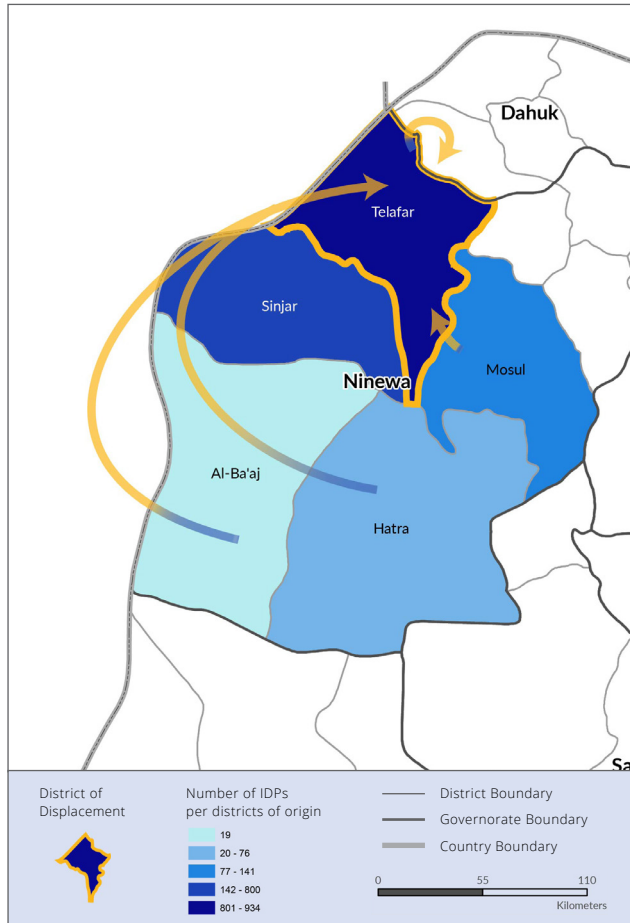 Dahuk
Telafar
Sinjar
Mosul
Ninewa
Al-Ba'aj
Hatra
Sa
District of
Displacement
Number of IDPs
per districts of origin
19
20 - 76
77 - 141
142 - 800
801 - 934
District Boundary
Governorate Boundary
Country Boundary
0 55 110
Kilometers